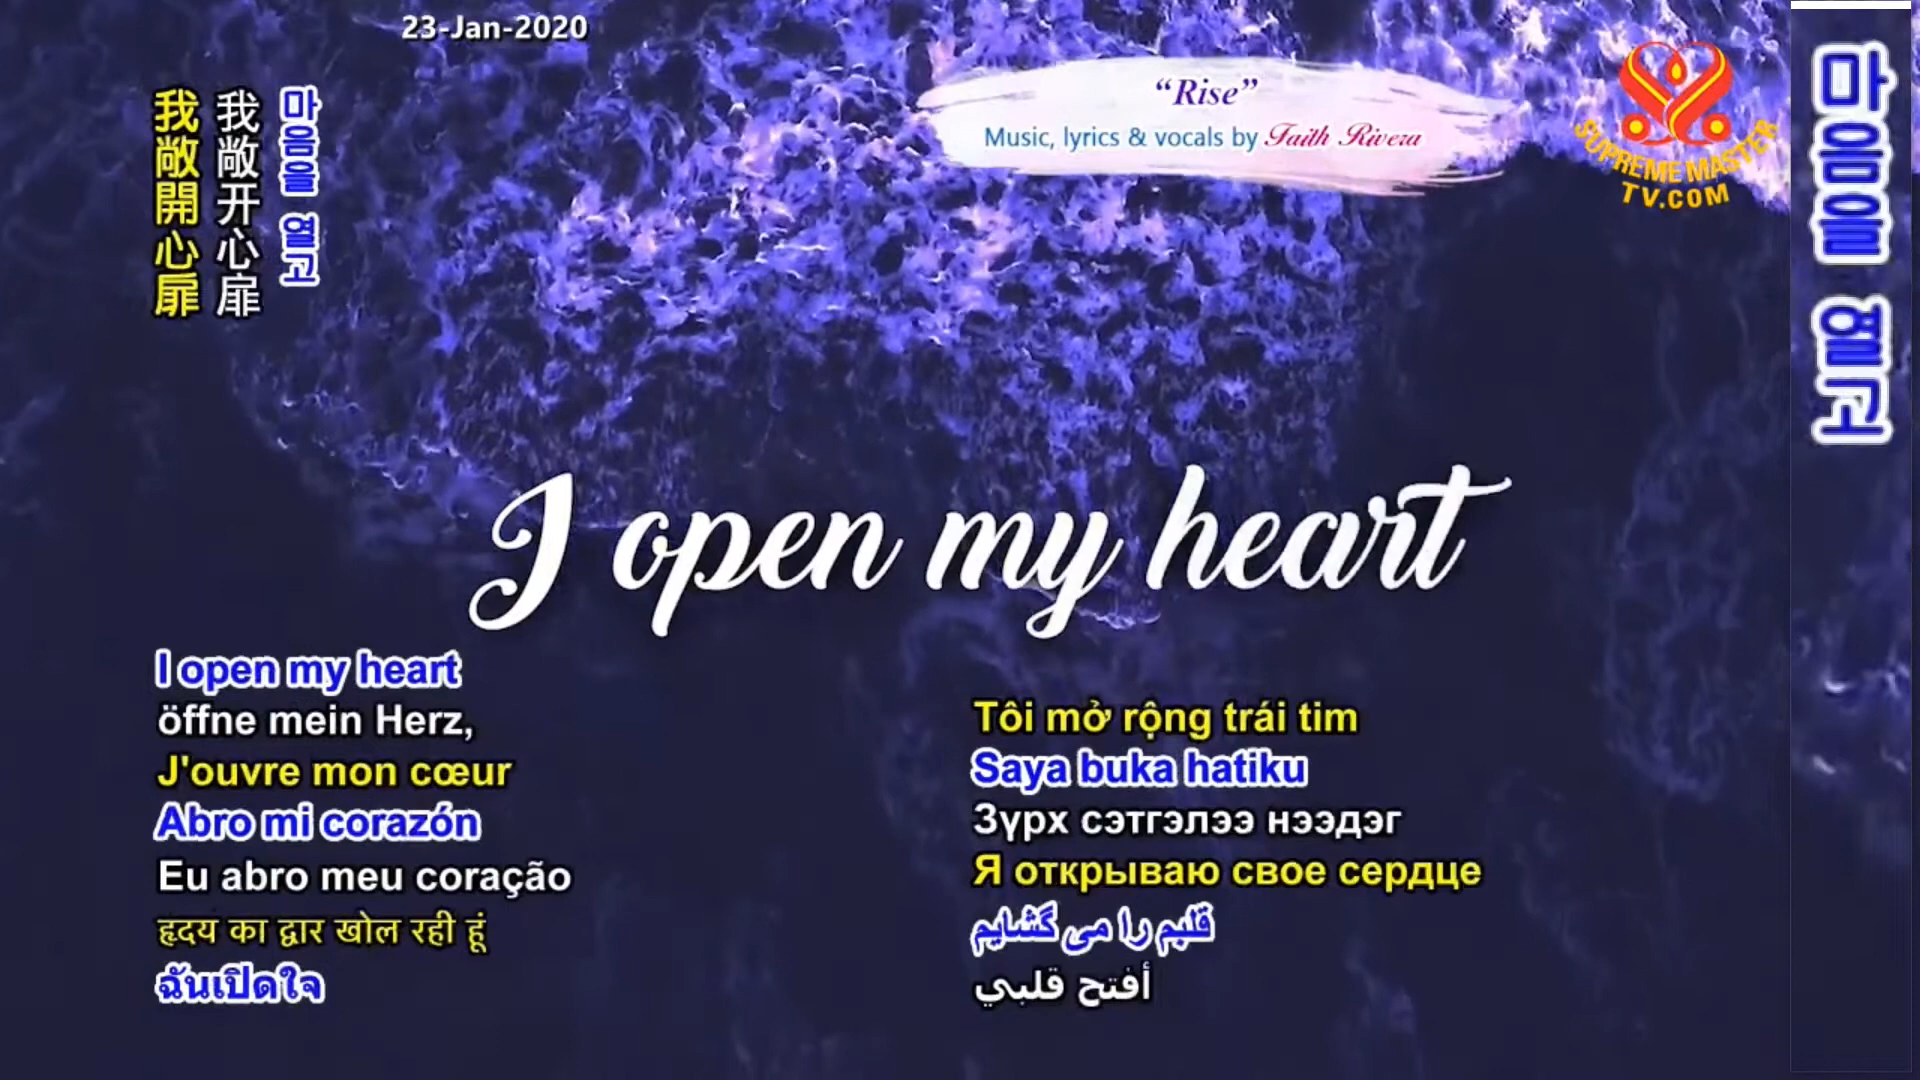 23-Jan-2020
“Rise”
Music, lyrics & vocals by Faith Rivera
SUPREME MASTER
TV.COM
我敞開心扉
我敞开心扉
마음을 열고
마음을 열고
I open my heart
I open my heart
öffne mein Herz,
J'ouvre mon cœur
Abro mi corazón
Eu abro meu coração
हृदय का द्वार खोल रही हूं
ฉันเปิดใจ
Tôi mở rộng trái tim
Saya buka hatiku
Зүрх сэтгэлээ нээдэг
Я открываю свое сердце
قلبم را می گشایم
أفتح قلبي